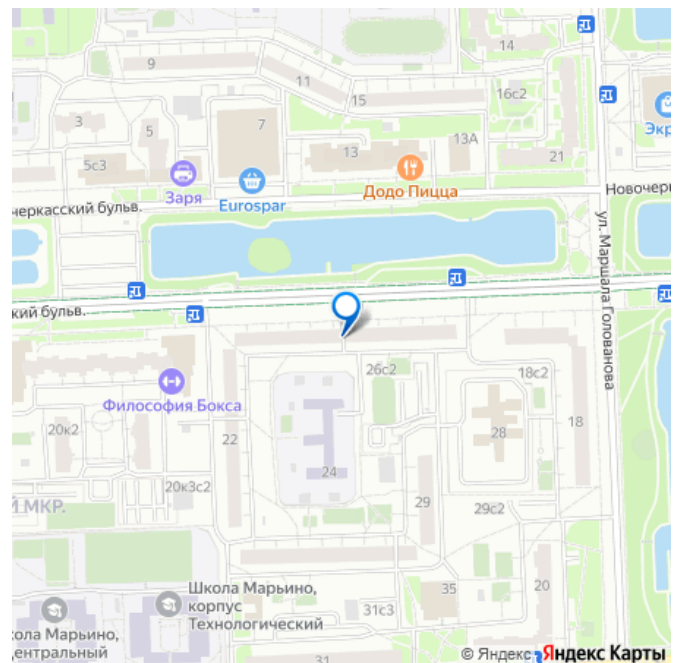 14
9
11
16с2
15
3
5
7
Экр
13А
13
21
5с3
Заря
Eurospar
Додо Пицца
черкасский бульв.
Новочерк
ул. Маршала Голованова
кий бульв.
26с2
18с2
Философия Бокса
20к2
22
28
18
24
20к3с2
29
29с2
Й МКР.
Школа Марьино,
корпус
Технологический
35
20
31с3
кола Марьино,
центральный
31
© Яндекс Яндекс Карты